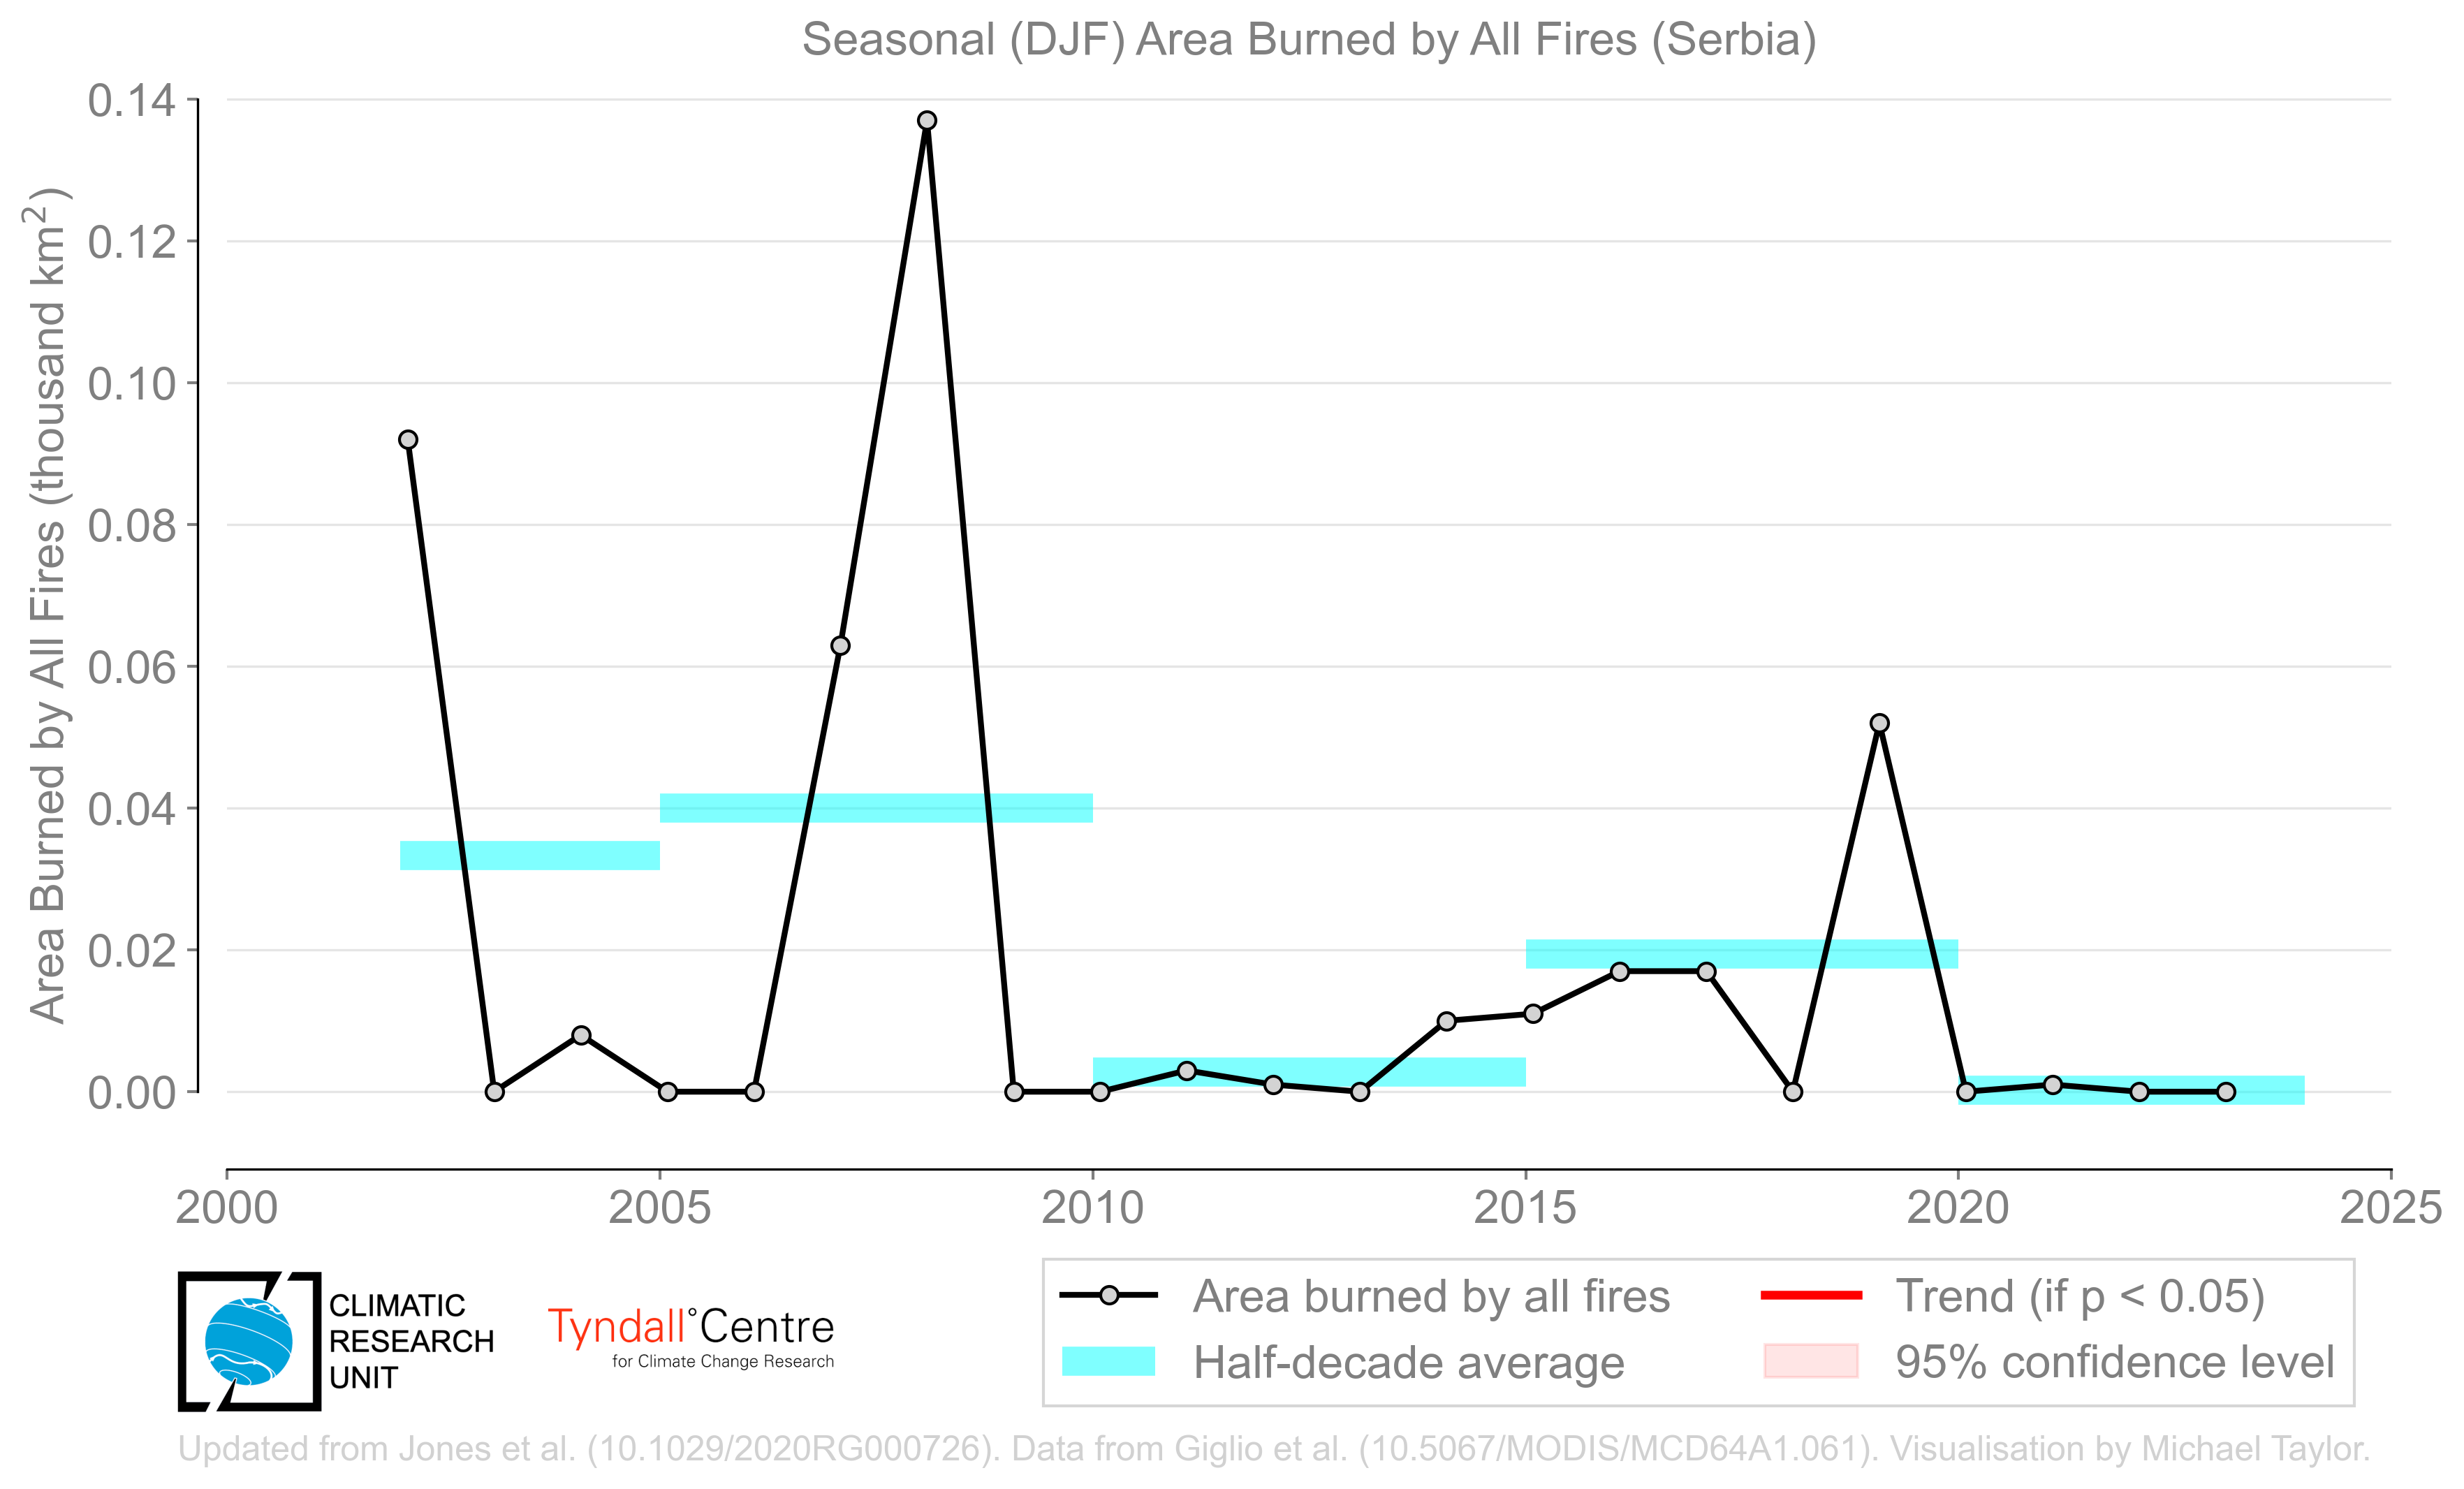 Seasonal (DJF) Area Burned by All Fires (Serbia)
Area Burned by All Fires (thousand km²)
0.14
0.12
0.10
0.08
0.06
0.04
0.02
0.00
2000
2005
2010
2015
2020
2025
CLIMATIC
RESEARCH
UNIT
Tyndall°Centre
for Climate Change Research
Area burned by all fires
Half-decade average
Trend (if p < 0.05)
95% confidence level
Updated from Jones et al. (10.1029/2020RG000726). Data from Giglio et al. (10.5067/MODIS/MCD64A1.061). Visualisation by Michael Taylor.